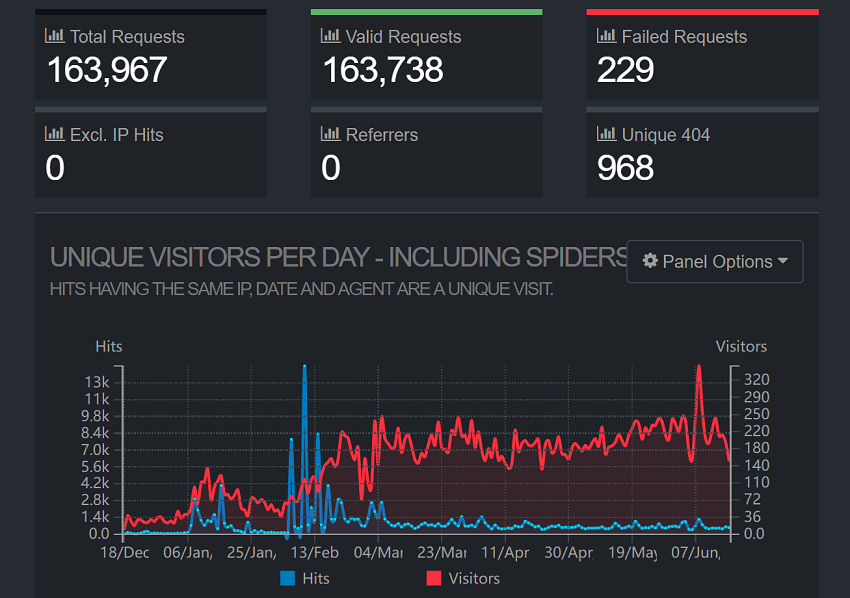 Total Requests
163,967
Valid Requests
163,738
Failed Requests
229
Excl. IP Hits
0
Referrers
0
Unique 404
968
UNIQUE VISITORS PER DAY - INCLUDING SPIDERS
Panel Options
HITS HAVING THE SAME IP, DATE AND AGENT ARE A UNIQUE VISIT.
Hits
Visitors
13k
11k
9.8k
8.4k
7.0k
5.6k
4.2k
2.8k
1.4k
0.0
320
290
250
220
180
140
110
72
36
0.0
18/Dec 06/Jan, 25/Jan, 13/Feb 04/Mar 23/Mar 11/Apr 30/Apr 19/May 07/Jun,
Hits Visitors